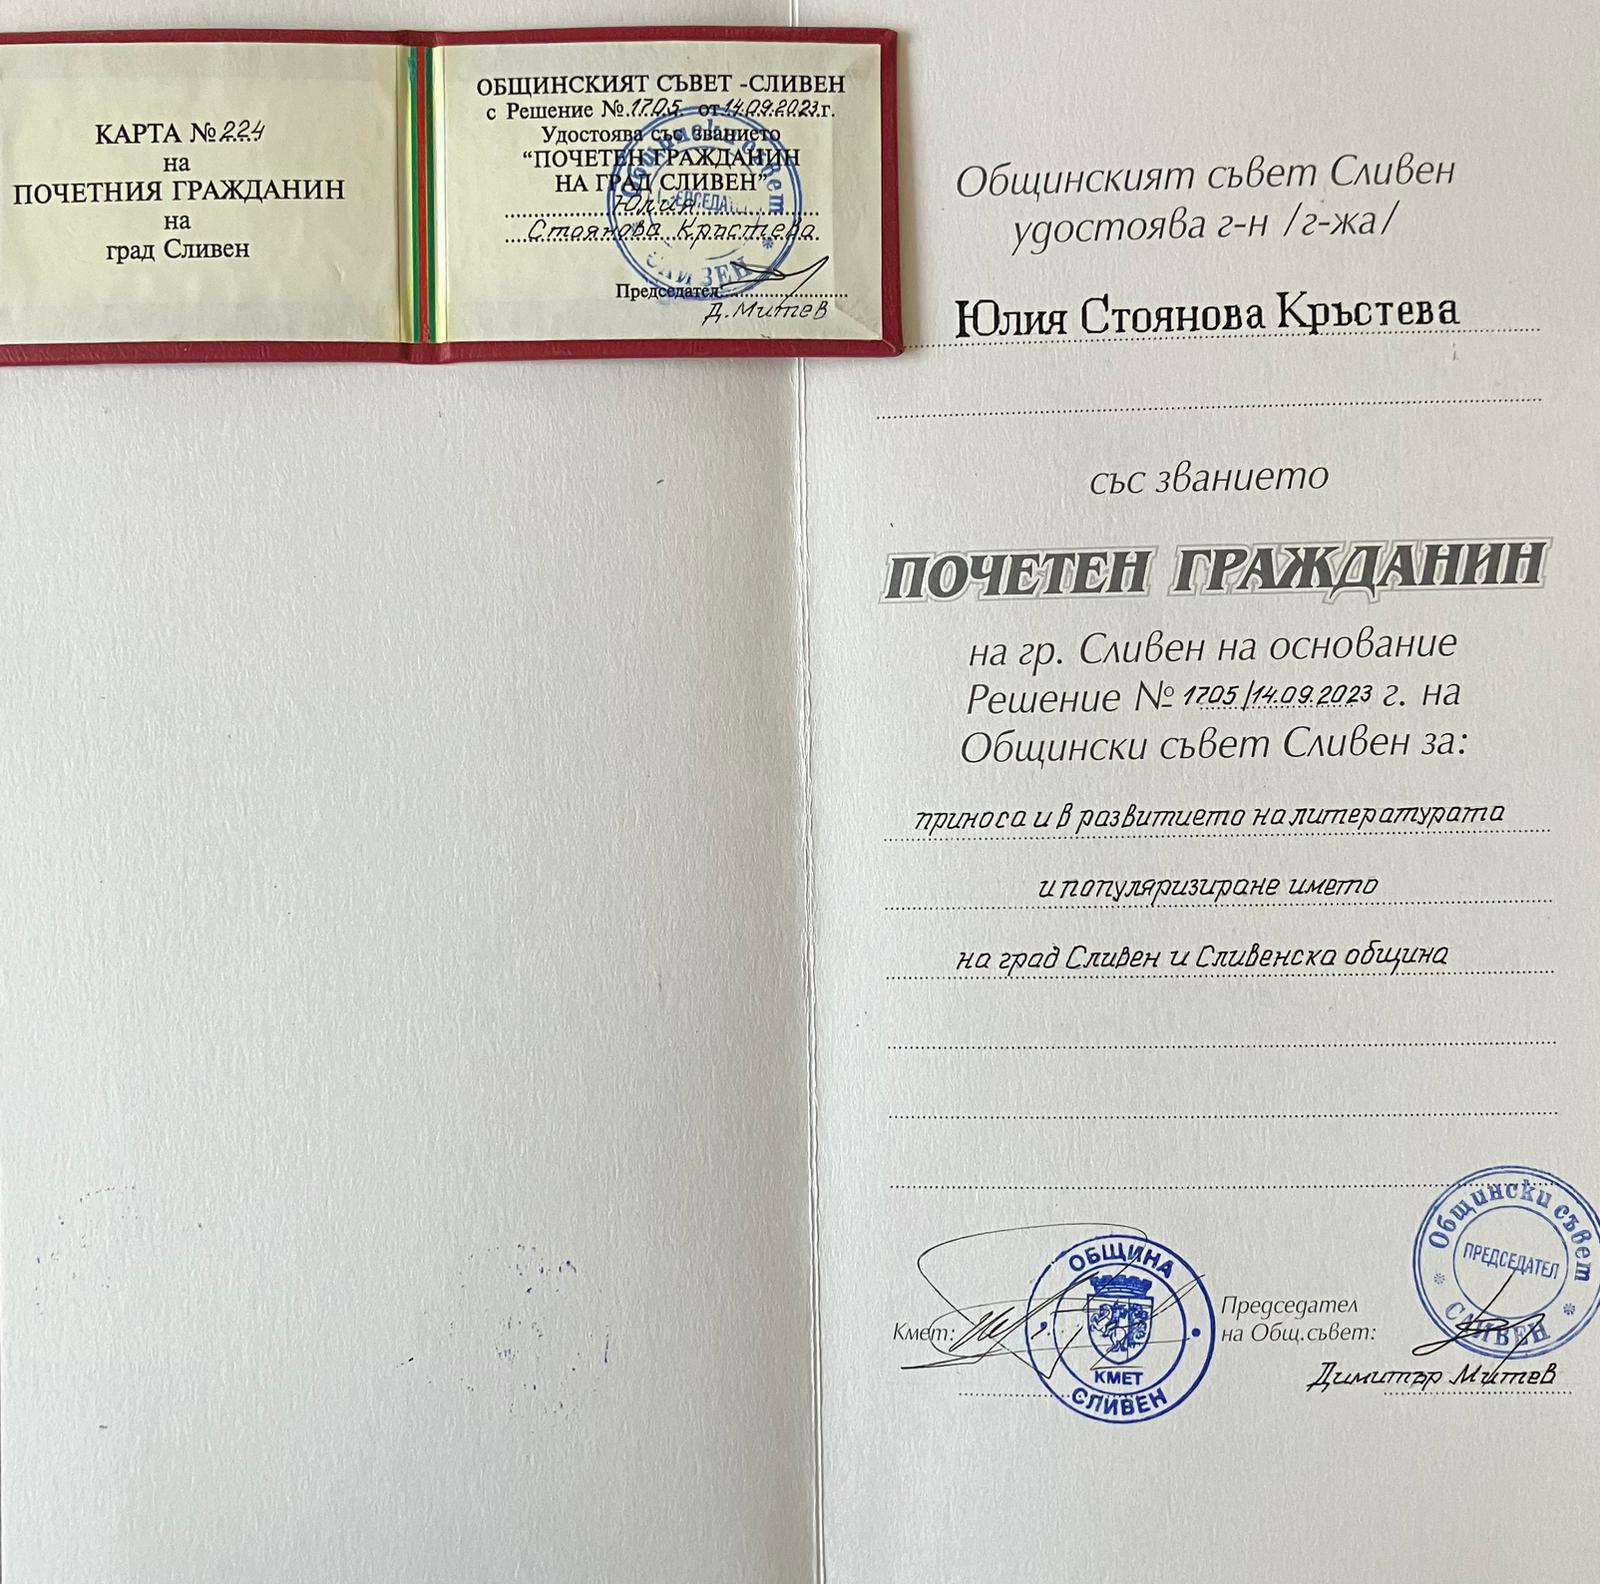 КАРТА № 224
на
ПОЧЕТНИЯ ГРАЖДАНИН
на
град Сливен
ОБЩИНСКИЯТ СЪВЕТ -СЛИВЕН
с Решение № 1705 от 14.09.2023 г.
Удостоява със званието
“ПОЧЕТЕН ГРАЖДАНИН
НА ГРАД СЛИВЕН”
Юлия
Стоянова Кръстева
Председател:
Д. Митев
Общински съвет
ПРЕДСЕДАТЕЛ
СЛИВЕН
Общинският съвет Сливен
удостоява г-н /г-жа/
Юлия Стоянова Кръстева
със званието
ПОЧЕТЕН ГРАЖДАНИН
на гр. Сливен на основание
Решение № 1705/14.09.2023 г. на
Общински съвет Сливен за:
приноса и в развитието на литературата
и популяризиране името
на град Сливен и Сливенска община
Кмет:
ОБЩИНА
КМЕТ
СЛИВЕН
Председател
на Общ.съвет:
Общински съвет
ПРЕДСЕДАТЕЛ
СЛИВЕН
Димитър Митев